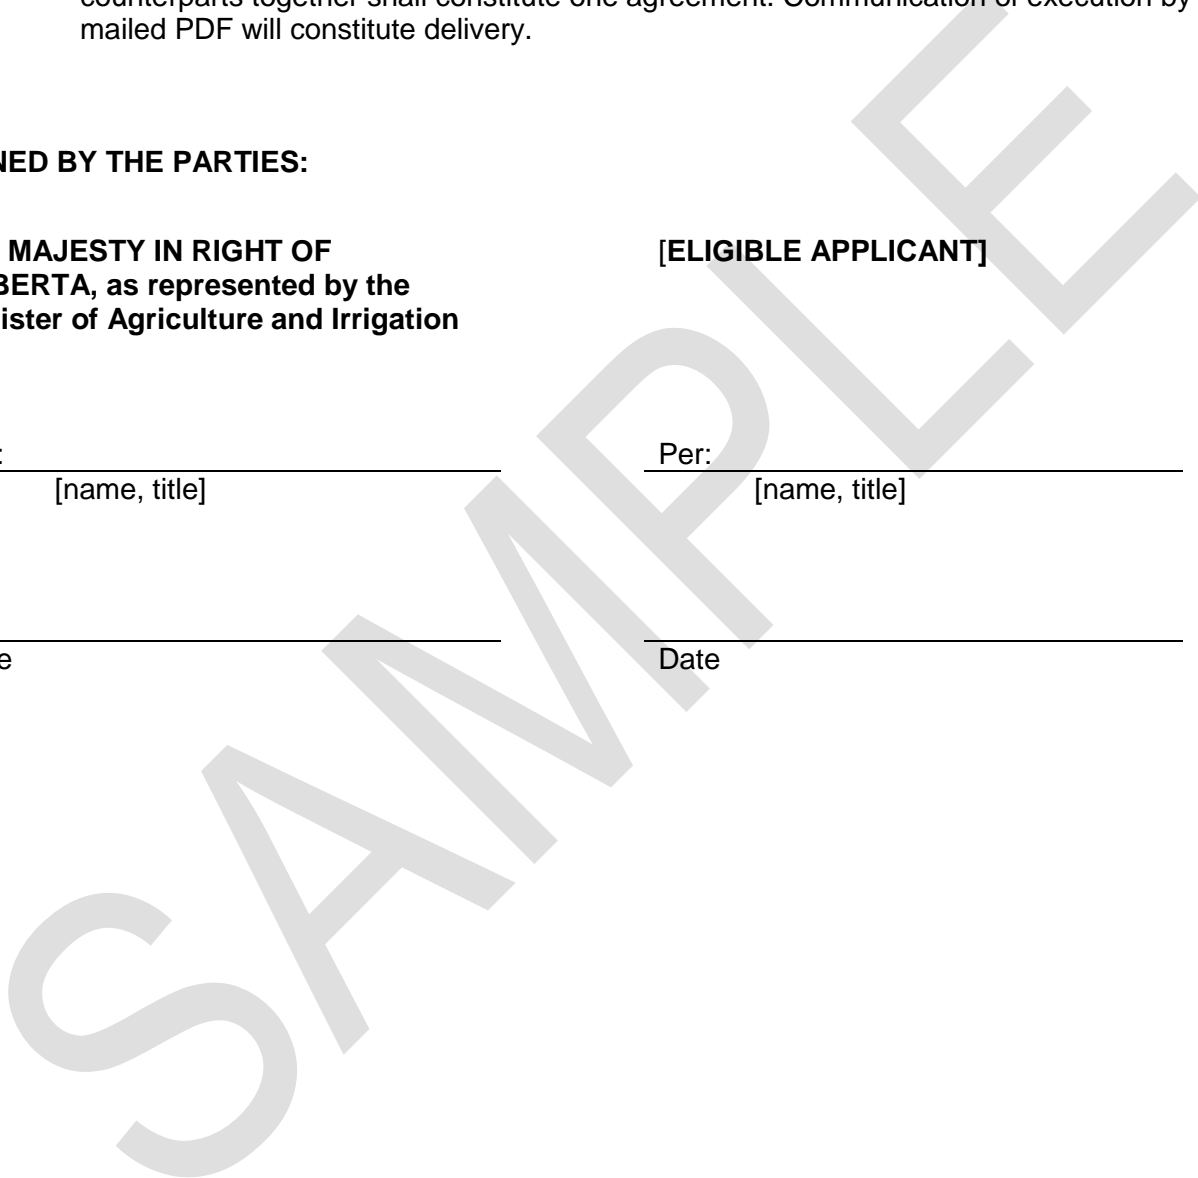 counterparts together shall constitute one agreement. Communication of execution by
mailed PDF will constitute delivery.
NED BY THE PARTIES:
MAJESTY IN RIGHT OF
BERTA, as represented by the
ister of Agriculture and Irrigation
[ELIGIBLE APPLICANT]
:
[name, title]
Per:
[name, title]
e
Date
SAMPLE